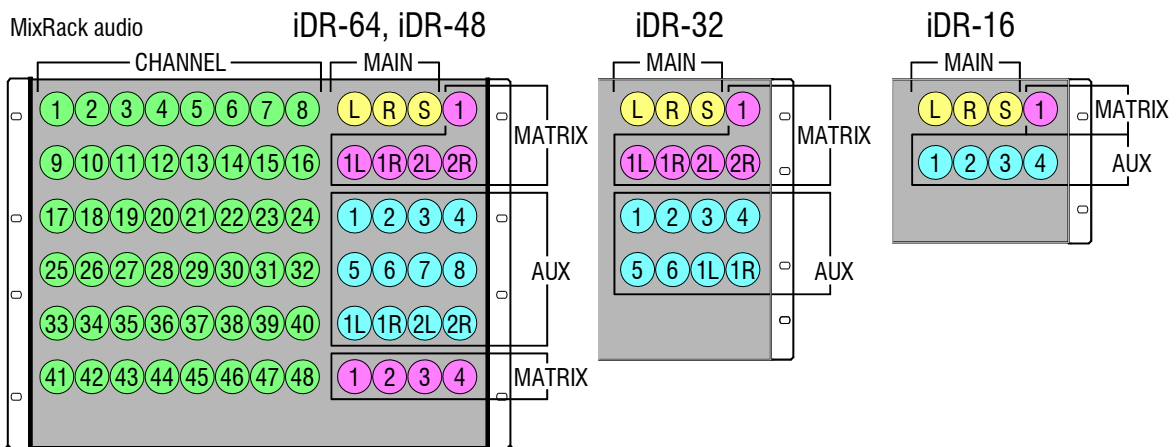 MixRack audio iDR-64, iDR-48 iDR-32 iDR-16
CHANNEL MAIN MAIN MAIN
1 2 3 4 5 6 7 8 L R S 1 L R S 1 L R S 1
MATRIX MATRIX MATRIX
9 10 11 12 13 14 15 16 1L 1R 2L 2R 1L 1R 2L 2R 1 2 3 4 AUX
17 18 19 20 21 22 23 24 1 2 3 4 1 2 3 4
25 26 27 28 29 30 31 32 5 6 7 8 AUX 5 6 1L 1R AUX
33 34 35 36 37 38 39 40 1L 1R 2L 2R
41 42 43 44 45 46 47 48 1 2 3 4 MATRIX